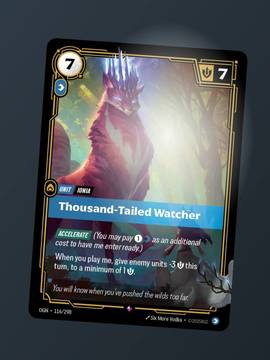 7
7
UNIT IONIA
Thousand-Tailed Watcher
ACCELERATE (You may pay 1 as an additional
cost to have me enter ready.)
When you play me, give enemy units -3 this
turn, to a minimum of 1.
You will know when you've pushed the wilds too far.
OGN • 116/298
Six More Vodka